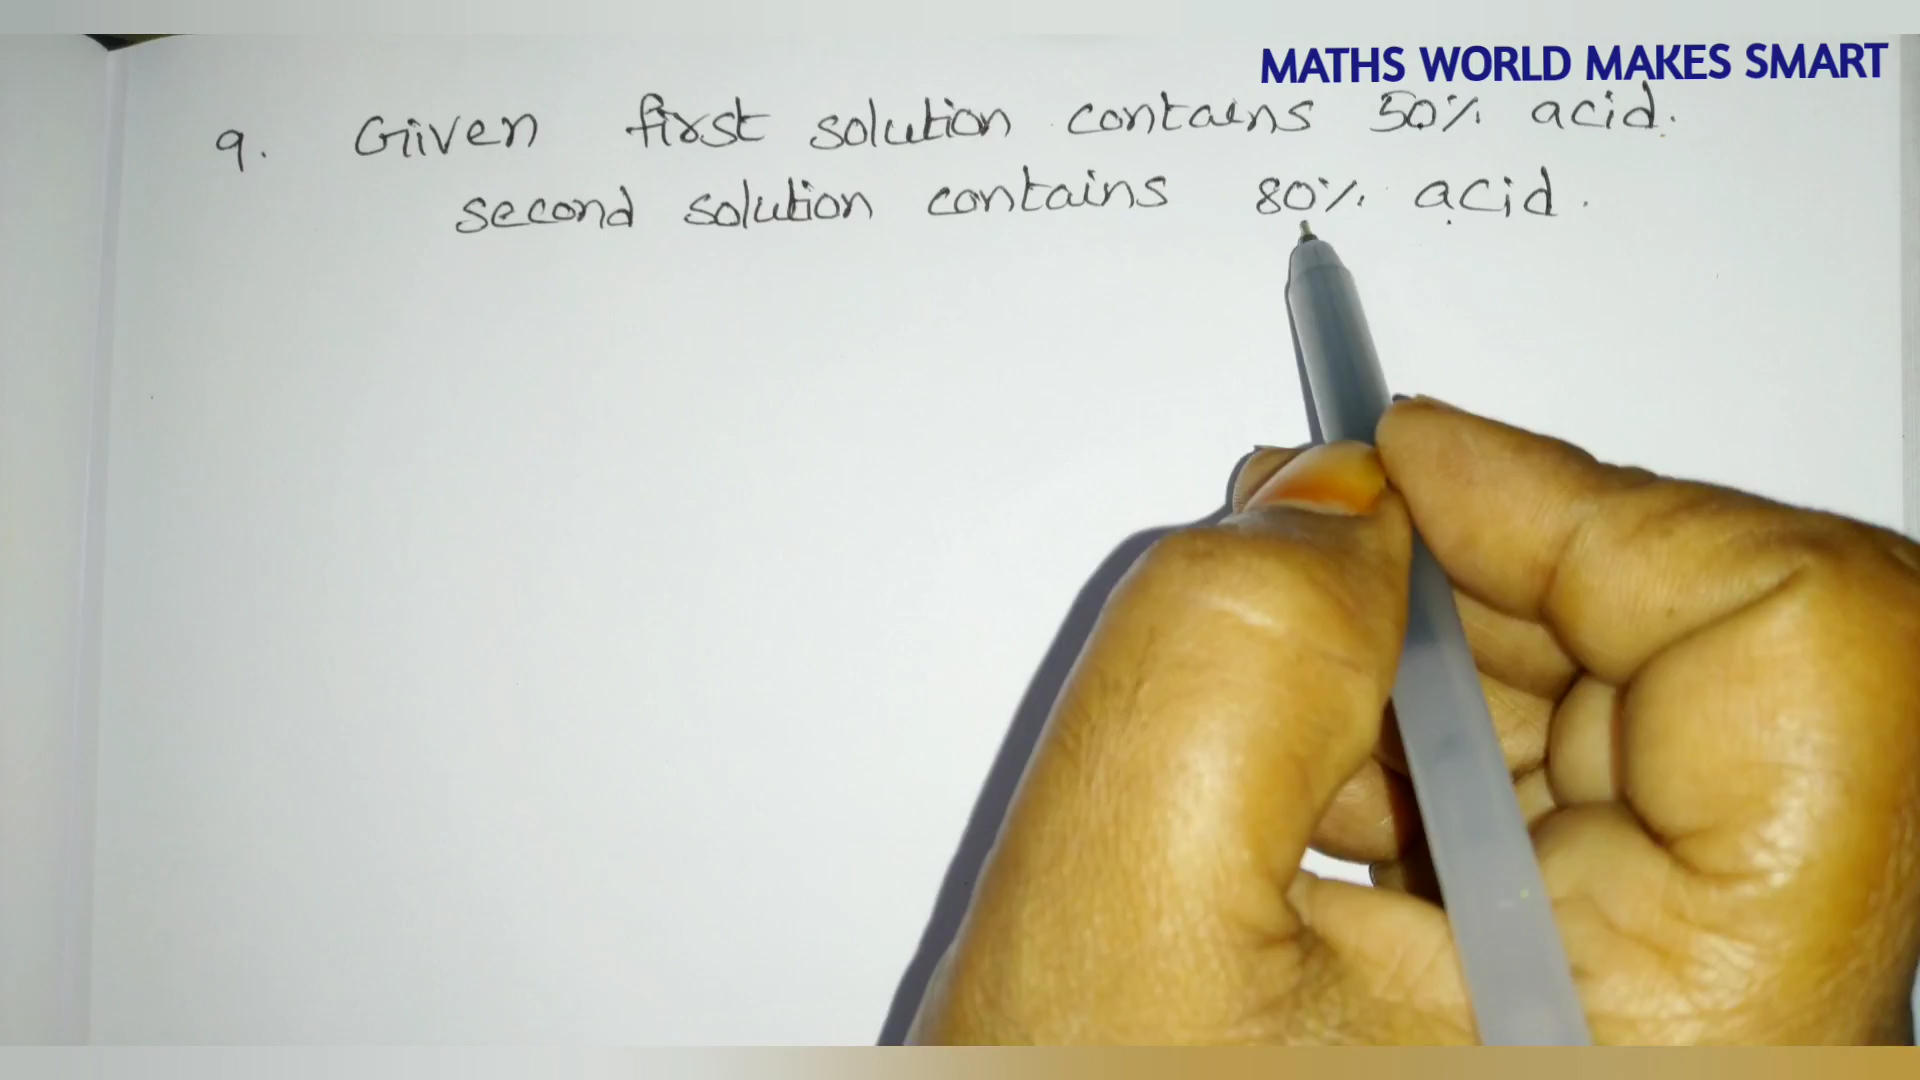 MATHS WORLD MAKES SMART
9. Given first solution contains 50% acid.
second solution contains 80% acid.